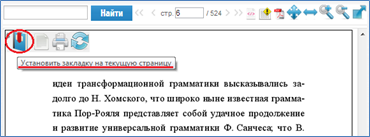 Найти
стр. 6 / 524
Установить закладку на текущую страницу
идеи трансформационной грамматики высказывались за-
долго до Н. Хомского, что широко ныне известная грамма-
тика Пор-Рояля представляет собой удачное продолжение
и развитие универсальной грамматики Ф. Санчеса, что В.